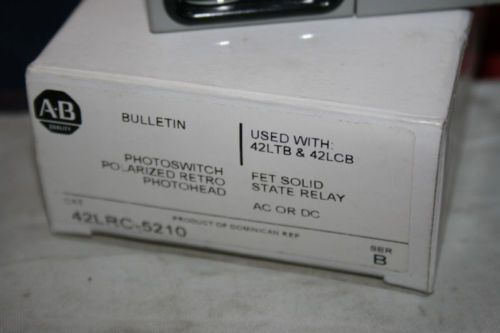 A-B
QUALITY
BULLETIN
PHOTOSWITCH
POLARIZED RETRO
PHOTOHEAD
USED WITH:
42LTB & 42LCB
FET SOLID
STATE RELAY
AC OR DC
CAT
42LRC-5210
PRODUCT OF DOMINICAN REP
SER
B